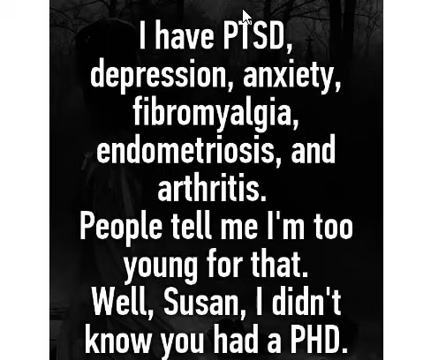 I have PTSD,
depression, anxiety,
fibromyalgia,
endometriosis, and
arthritis.
People tell me I'm too
young for that.
Well, Susan, I didn't
know you had a PHD.